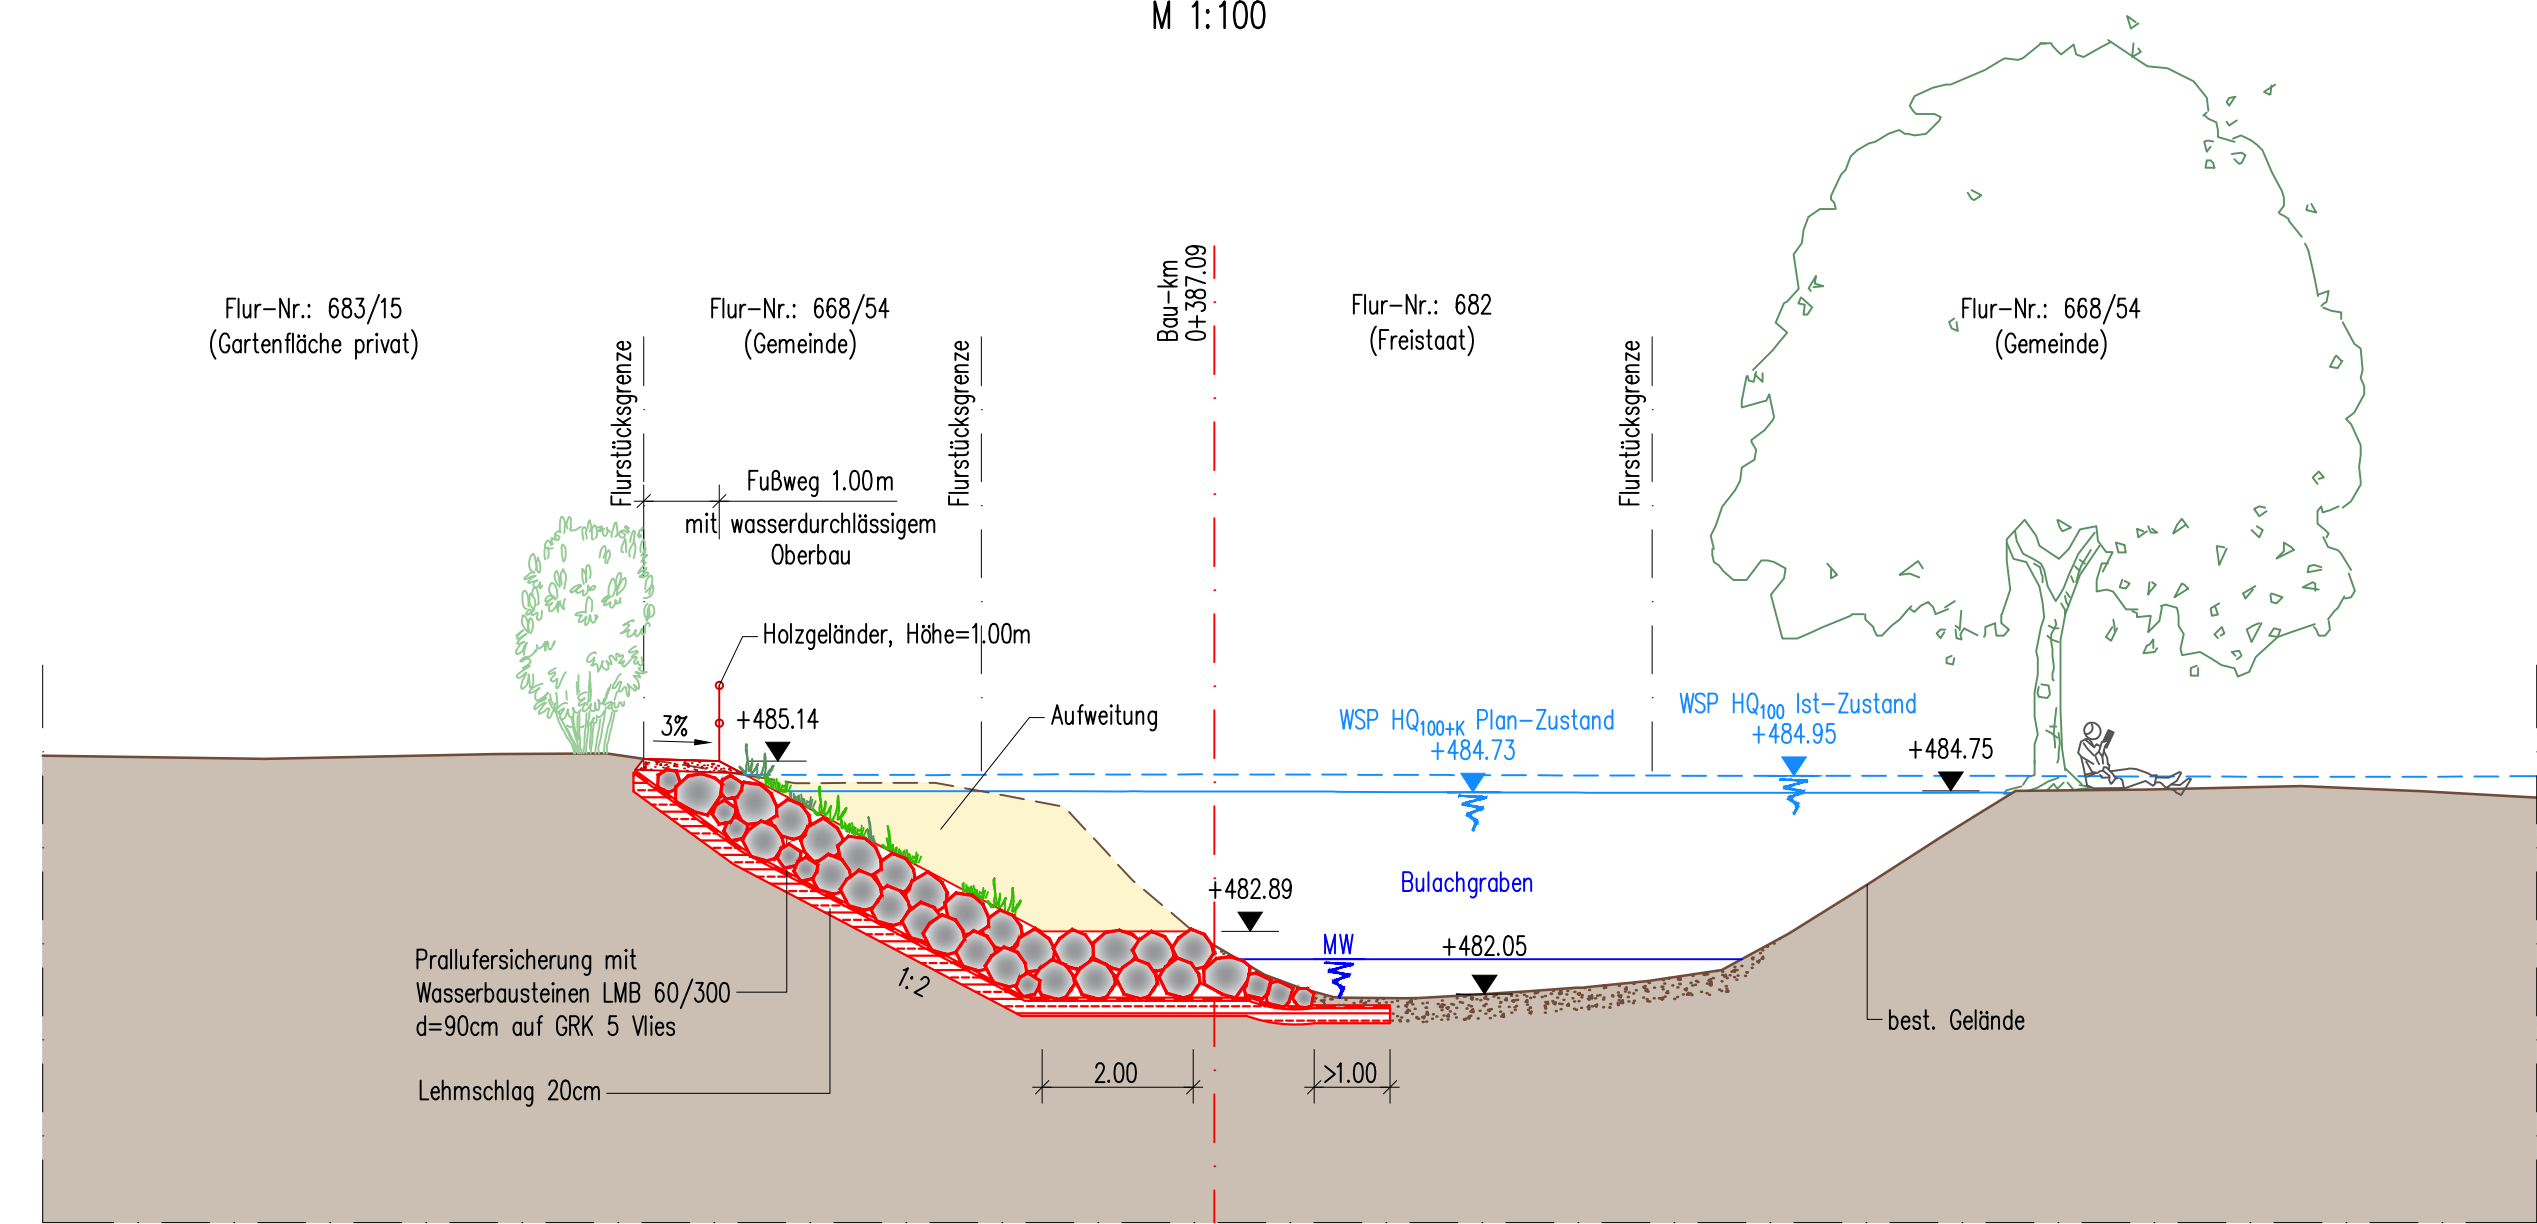 M 1:100
Bau-km
0+387.09
Flur-Nr.: 683/15
(Gartenfläche privat)
Flur-Nr.: 668/54
(Gemeinde)
Flur-Nr.: 682
(Freistaat)
Flur-Nr.: 668/54
(Gemeinde)
Flurstücksgrenze
Flurstücksgrenze
Flurstücksgrenze
Fußweg 1.00m
mit wasserdurchlässigem
Oberbau
Holzgeländer, Höhe=1.00m
3%
+485.14
Aufweitung
WSP HQ100+K Plan-Zustand
+484.73
WSP HQ100 Ist-Zustand
+484.95
+484.75
+482.89
Bulachgraben
MW
+482.05
Prallufersicherung mit
Wasserbausteinen LMB 60/300
d=90cm auf GRK 5 Vlies
1:2
best. Gelände
Lehmschlag 20cm
2.00
>1.00